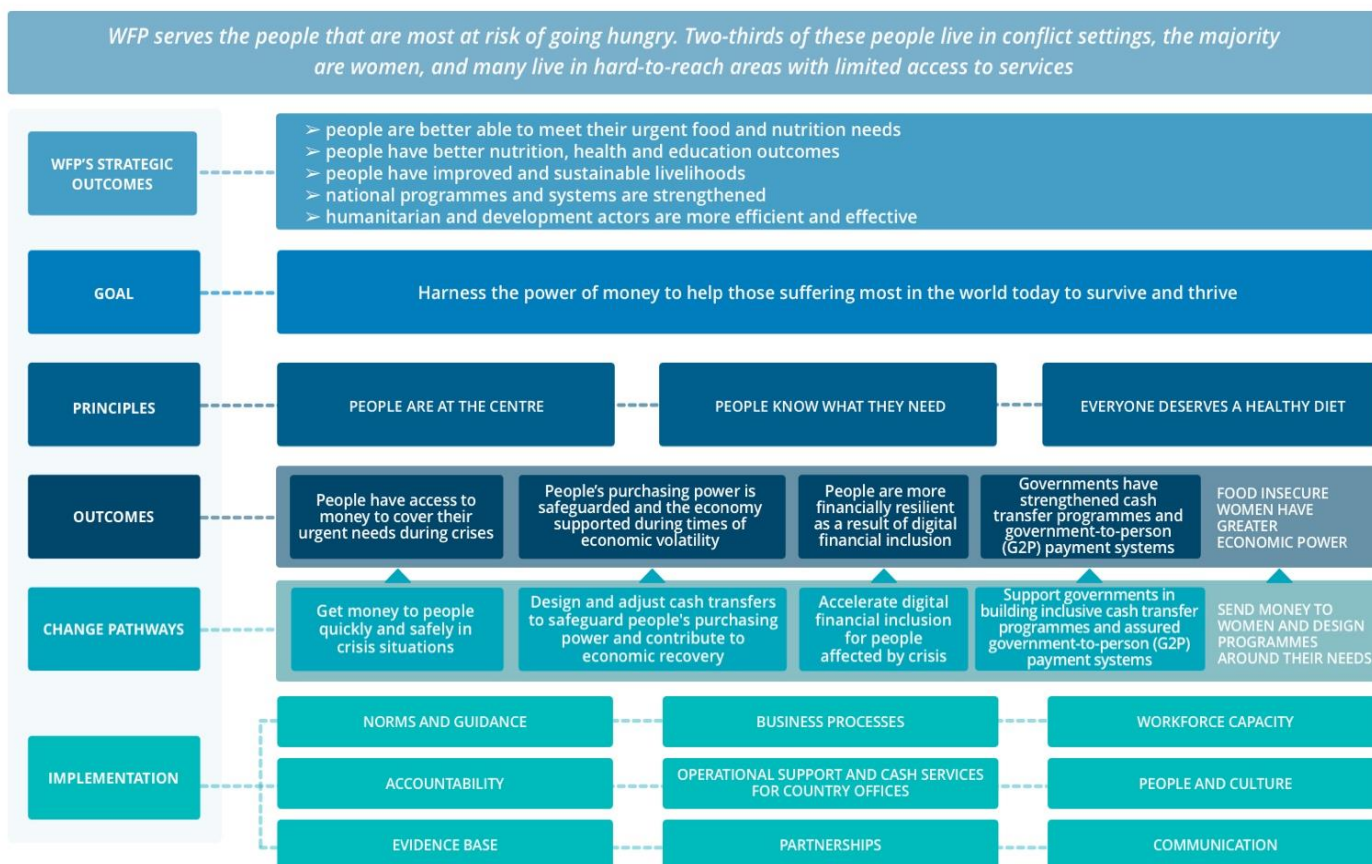 WFP serves the people that are most at risk of going hungry. Two-thirds of these people live in conflict settings, the majority
are women, and many live in hard-to-reach areas with limited access to services
WFP'S STRATEGIC
OUTCOMES
➢ people are better able to meet their urgent food and nutrition needs
➢ people have better nutrition, health and education outcomes
➢ people have improved and sustainable livelihoods
➢ national programmes and systems are strengthened
➢ humanitarian and development actors are more efficient and effective
GOAL
Harness the power of money to help those suffering most in the world today to survive and thrive
PRINCIPLES
PEOPLE ARE AT THE CENTRE
PEOPLE KNOW WHAT THEY NEED
EVERYONE DESERVES A HEALTHY DIET
OUTCOMES
People have access to
money to cover their
urgent needs during crises
People's purchasing power is
safeguarded and the economy
supported during times of
economic volatility
People are more
financially resilient
as a result of digital
financial inclusion
Governments have
strengthened cash
transfer programmes and
government-to-person
(G2P) payment systems
FOOD INSECURE
WOMEN HAVE
GREATER
ECONOMIC POWER
CHANGE PATHWAYS
Get money to people
quickly and safely in
crisis situations
Design and adjust cash transfers
to safeguard people's purchasing
power and contribute to
economic recovery
Accelerate digital
financial inclusion
for people
affected by crisis
Support governments in
building inclusive cash transfer
programmes and assured
government-to-person (G2P)
payment systems
SEND MONEY TO
WOMEN AND DESIGN
PROGRAMMES
AROUND THEIR NEEDS
IMPLEMENTATION
NORMS AND GUIDANCE
BUSINESS PROCESSES
WORKFORCE CAPACITY
ACCOUNTABILITY
OPERATIONAL SUPPORT AND CASH SERVICES
FOR COUNTRY OFFICES
PEOPLE AND CULTURE
EVIDENCE BASE
PARTNERSHIPS
COMMUNICATION